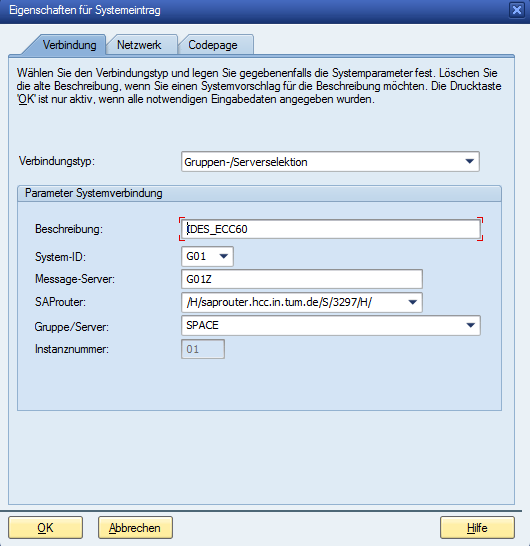 Eigenschaften für Systemeintrag
Verbindung Netzwerk Codepage
Wählen Sie den Verbindungstyp und legen Sie gegebenenfalls die Systemparameter fest. Löschen Sie
die alte Beschreibung, wenn Sie einen Systemvorschlag für die Beschreibung möchten. Die Drucktaste
'OK' ist nur aktiv, wenn alle notwendigen Eingabedaten angegeben wurden.
Verbindungstyp: Gruppen-/Serverselektion
Parameter Systemverbindung
Beschreibung: IDES_ECC60
System-ID: G01
Message-Server: G01Z
SAProuter: /H/saprouter.hcc.in.tum.de/S/3297/H/
Gruppe/Server: SPACE
Instanznummer: 01
OK Abbrechen Hilfe